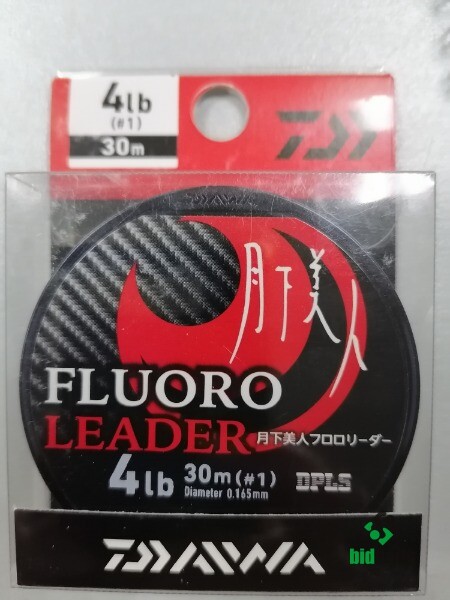 4lb
(#1)
30m
DAIWA
月下美人
FLUORO
LEADER 月下美人フロロリーダー
4lb 30m(#1)
Diameter 0.165mm
DPLS
DAIWA
bid